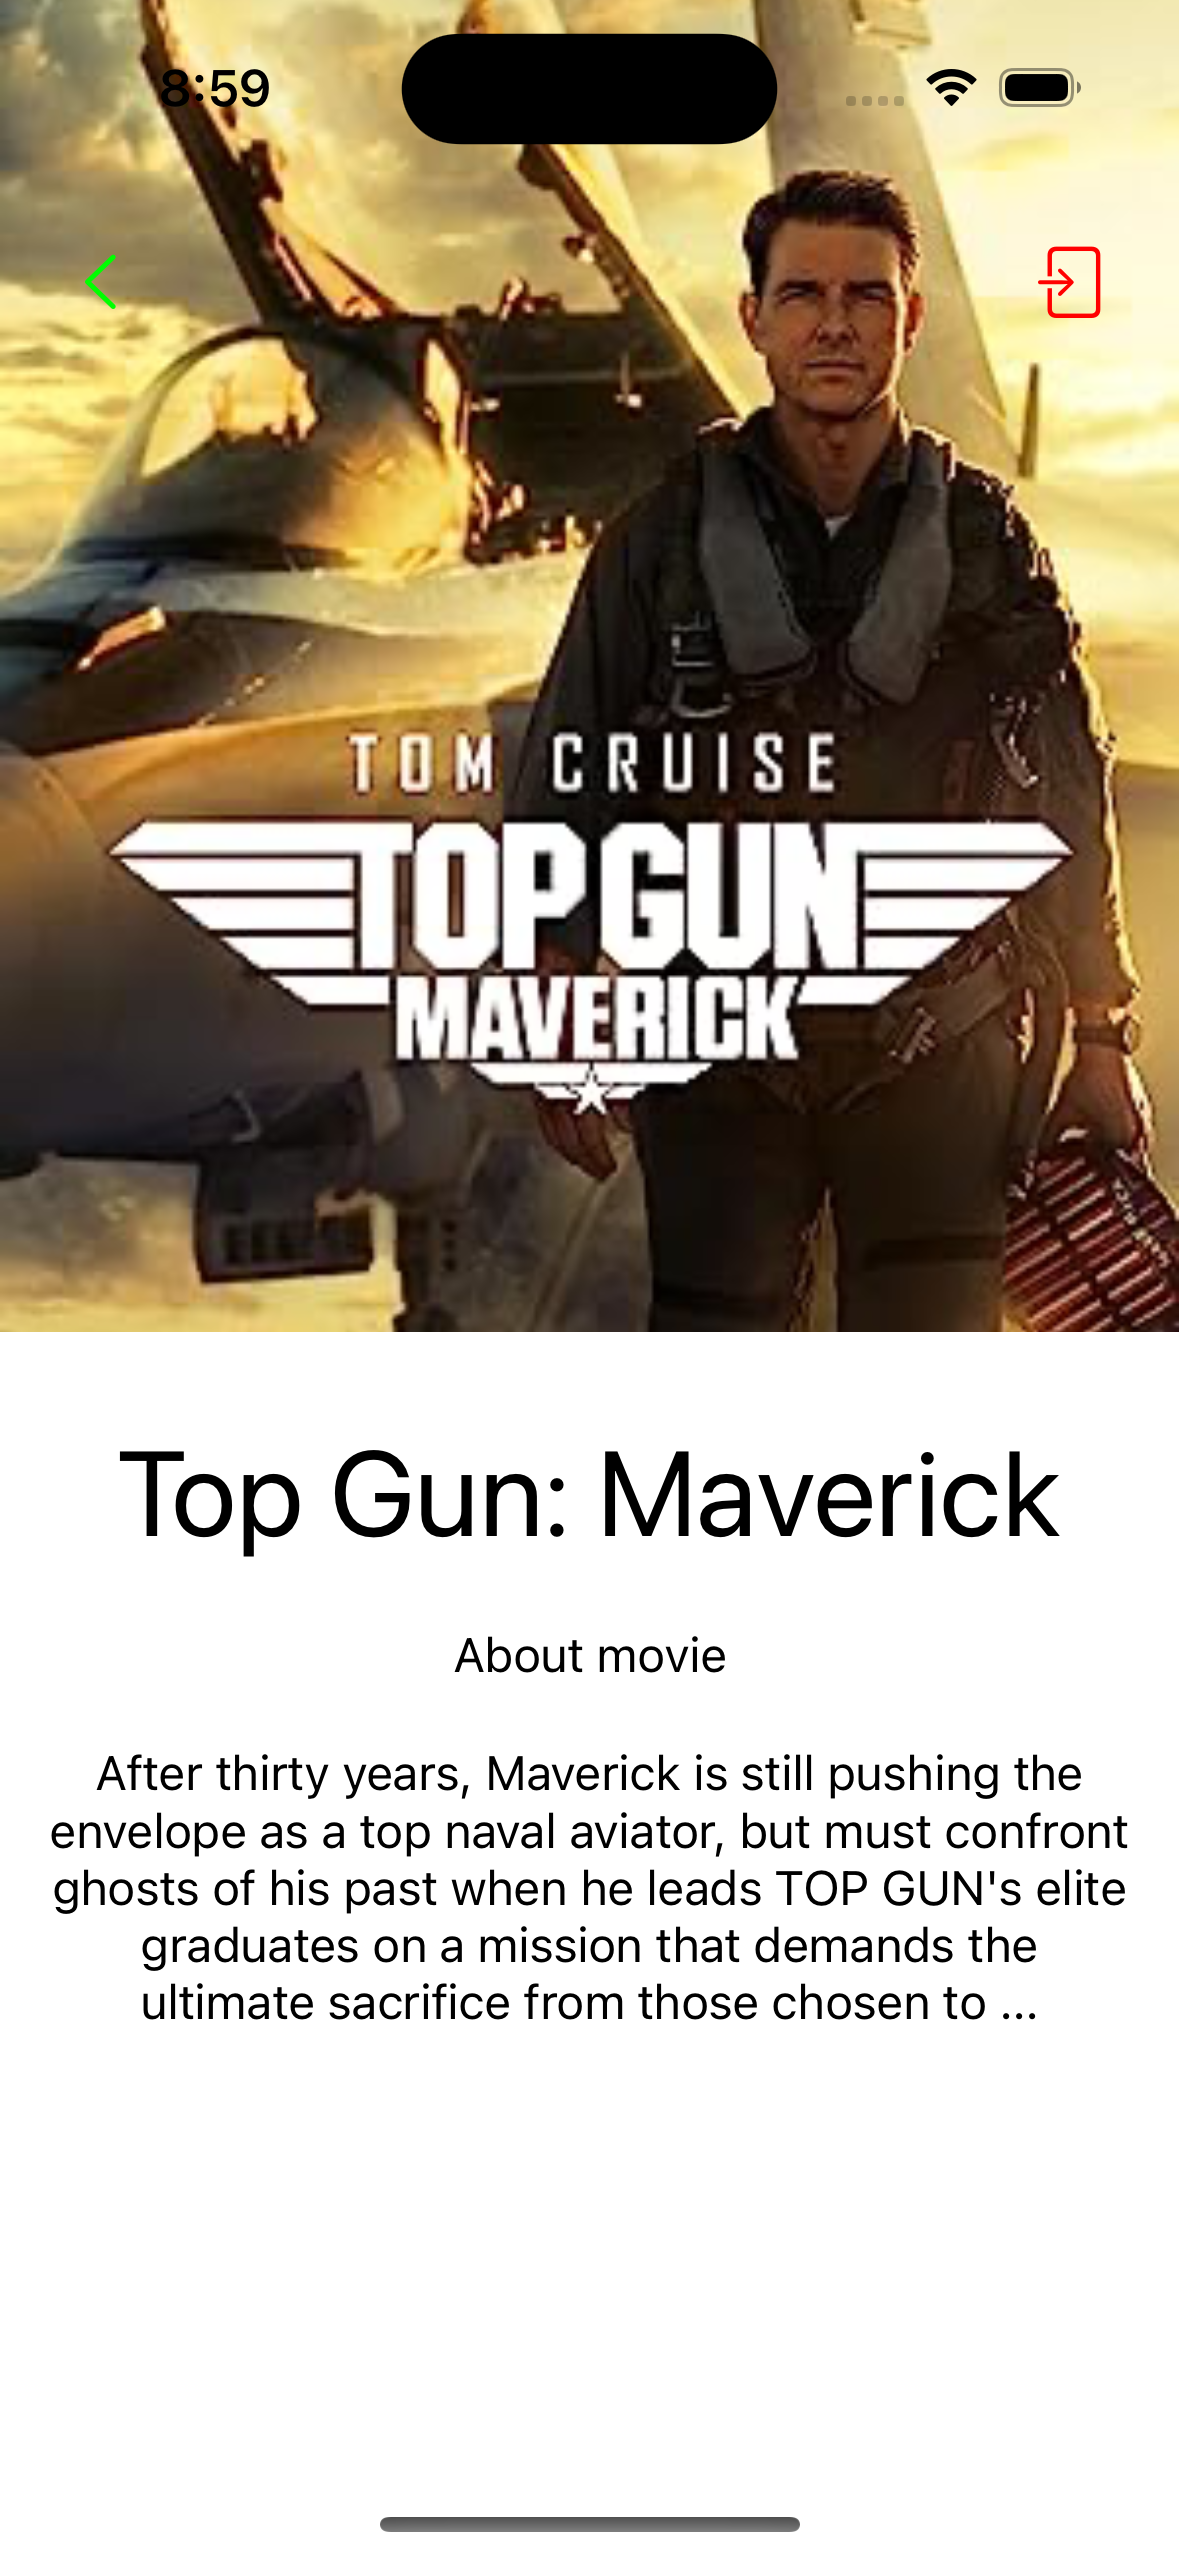 8:59
TOM CRUISE
TOP GUN
MAVERICK
Top Gun: Maverick
About movie
After thirty years, Maverick is still pushing the
envelope as a top naval aviator, but must confront
ghosts of his past when he leads TOP GUN's elite
graduates on a mission that demands the
ultimate sacrifice from those chosen to ...